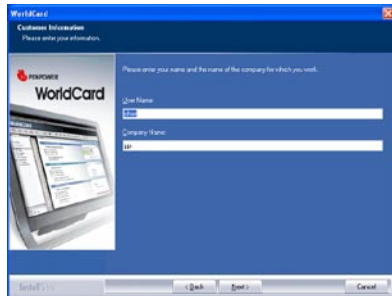 WorldCard
Customer Information
Please enter your information.
PENPOWER
WorldCard
Please enter your name and the name of the company for which you work.
User Name:
Company Name:
< Back
Next >
Cancel